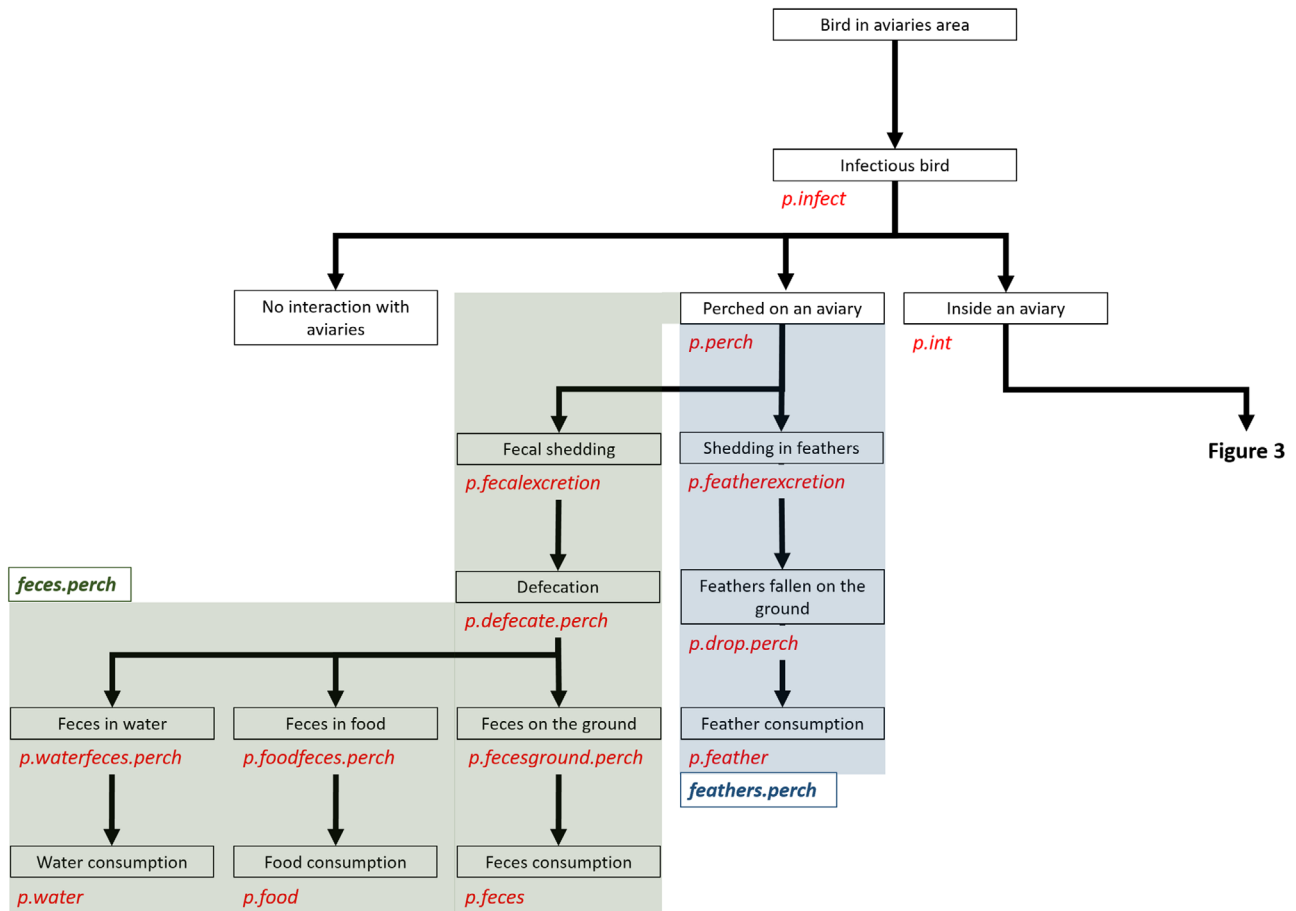 Bird in aviaries area
Infectious bird
p.infect
No interaction with
aviaries
Perched on an aviary
Inside an aviary
p.perch
p.int
Fecal shedding
Shedding in feathers
Figure 3
p.fecalexcretion
p.featherexcretion
feces.perch
Defecation
Feathers fallen on the
ground
p.defecate.perch
p.drop.perch
Feces in water
Feces in food
Feces on the ground
Feather consumption
p.waterfeces.perch
p.foodfeces.perch
p.fecesground.perch
p.feather
feathers.perch
Water consumption
Food consumption
Feces consumption
p.water
p.food
p.feces